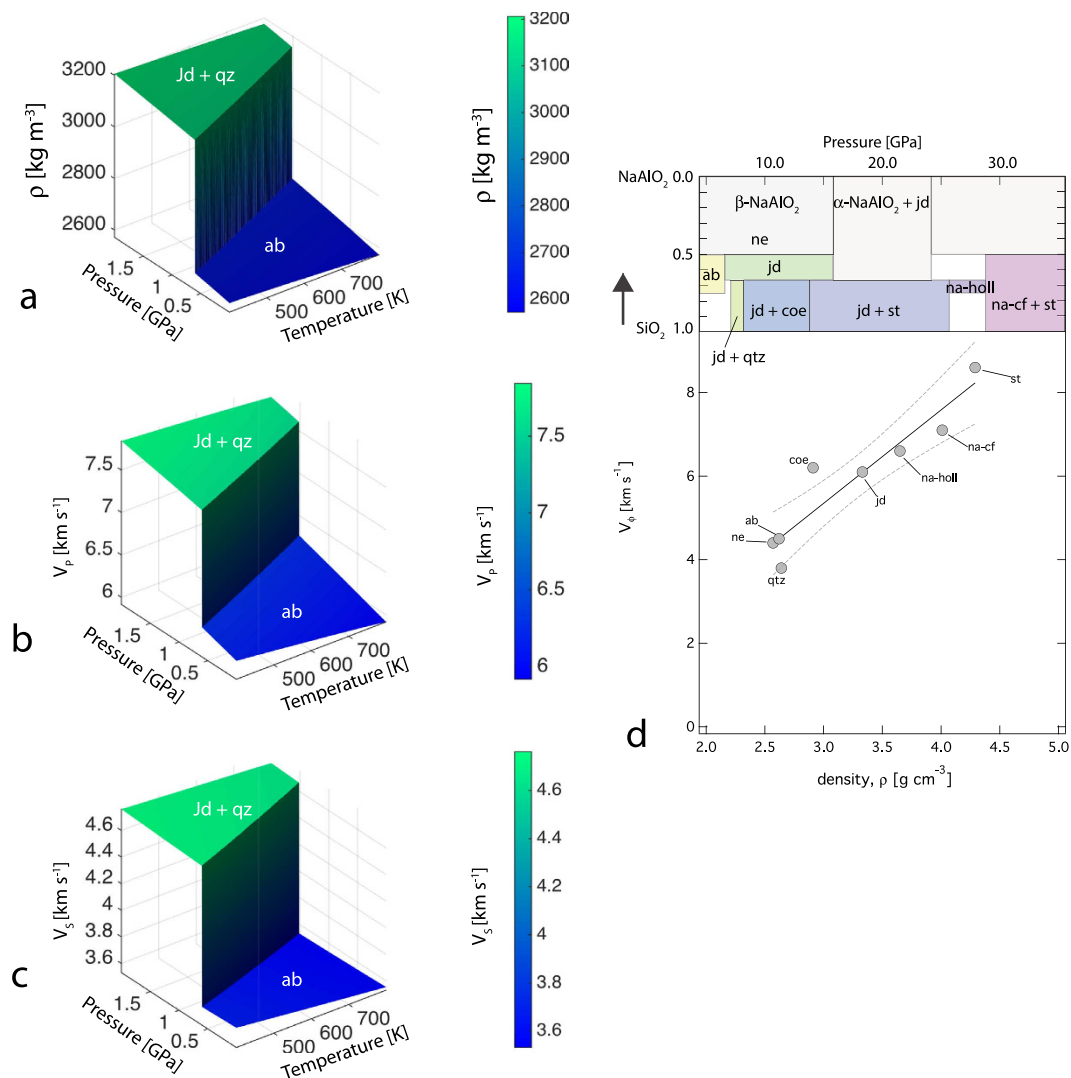 a
ρ [kg m⁻³]
3200
3000
2800
2600
Jd + qz
ab
1.5
1
0.5
Pressure [GPa]
500
600
700
Temperature [K]
ρ [kg m⁻³]
3200
3100
3000
2900
2800
2700
2600
b
V_P [km s⁻¹]
7.5
7
6.5
6
Jd + qz
ab
1.5
1
0.5
Pressure [GPa]
500
600
700
Temperature [K]
V_P [km s⁻¹]
7.5
7
6.5
6
c
V_S [km s⁻¹]
4.6
4.4
4.2
4
3.8
3.6
Jd + qz
ab
1.5
1
0.5
Pressure [GPa]
500
600
700
Temperature [K]
V_S [km s⁻¹]
4.6
4.4
4.2
4
3.8
3.6
d
Pressure [GPa]
10.0 20.0 30.0
NaAlO₂ 0.0
β-NaAlO₂
α-NaAlO₂ + jd
ne
0.5
ab
jd
na-holl
jd + coe
jd + st
na-cf + st
SiO₂ 1.0
jd + qtz
V_ϕ [km s⁻¹]
8
6
4
2
0
st
na-cf
coe
na-holl
jd
ab
ne
qtz
2.0 2.5 3.0 3.5 4.0 4.5 5.0
density, ρ [g cm⁻³]